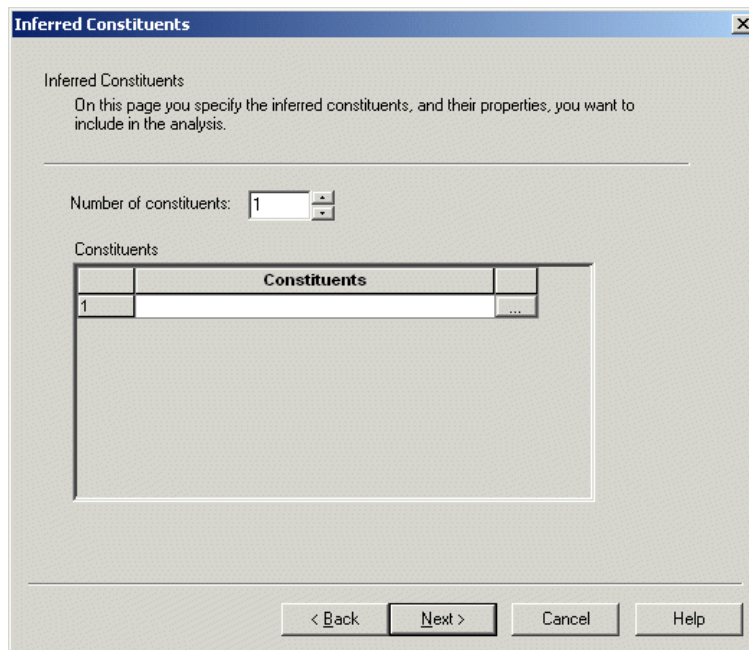 Inferred Constituents
Inferred Constituents
On this page you specify the inferred constituents, and their properties, you want to
include in the analysis.
Number of constituents: 1
Constituents
Constituents
1 ...
< Back Next > Cancel Help